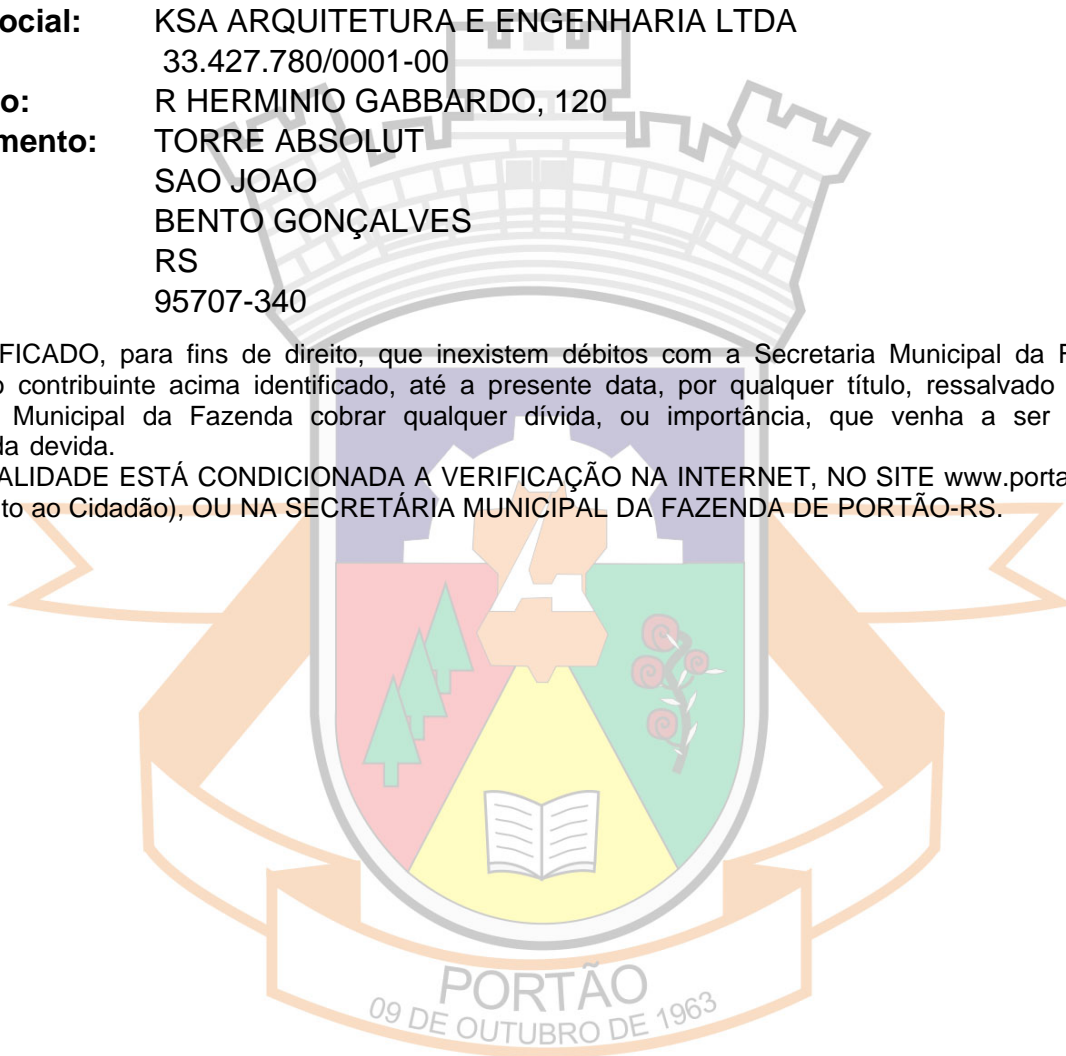 ocial: KSA ARQUITETURA E ENGENHARIA LTDA
33.427.780/0001-00
o: R HERMINIO GABBARDO, 120
mento: TORRE ABSOLUT
SAO JOAO
BENTO GONÇALVES
RS
95707-340
FICADO, para fins de direito, que inexistem débitos com a Secretaria Municipal da F
o contribuinte acima identificado, até a presente data, por qualquer título, ressalvado
Municipal da Fazenda cobrar qualquer dívida, ou importância, que venha a ser
da devida.
ALIDADE ESTÁ CONDICIONADA A VERIFICAÇÃO NA INTERNET, NO SITE www.porta
to ao Cidadão), OU NA SECRETÁRIA MUNICIPAL DA FAZENDA DE PORTÃO-RS.
PORTÃO
09 DE OUTUBRO DE 1963